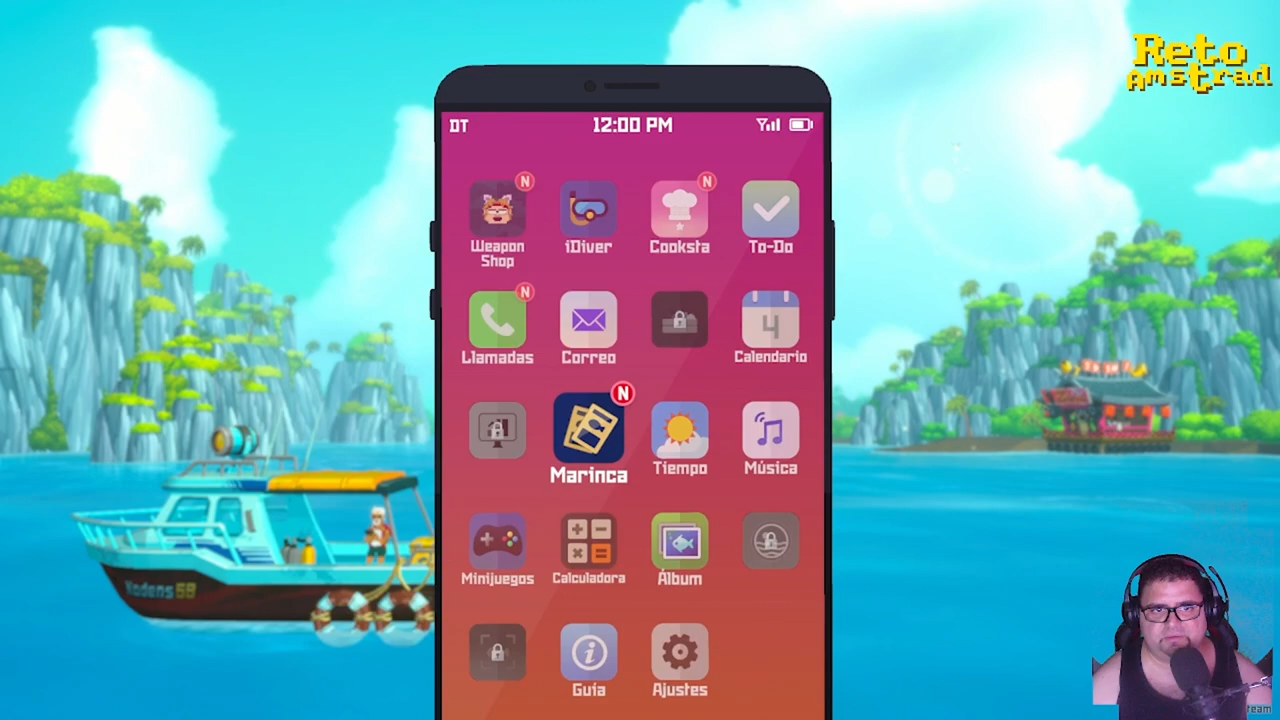 Reto
Amstrad
DT
12:00 PM
N
N
Weapon
Shop
iDiver
Cooksta
To-Do
N
4
Llamadas
Correo
Calendario
N
Marinca
Tiempo
Música
Minijuegos
Calculadora
Álbum
Guía
Ajustes
Nodens58